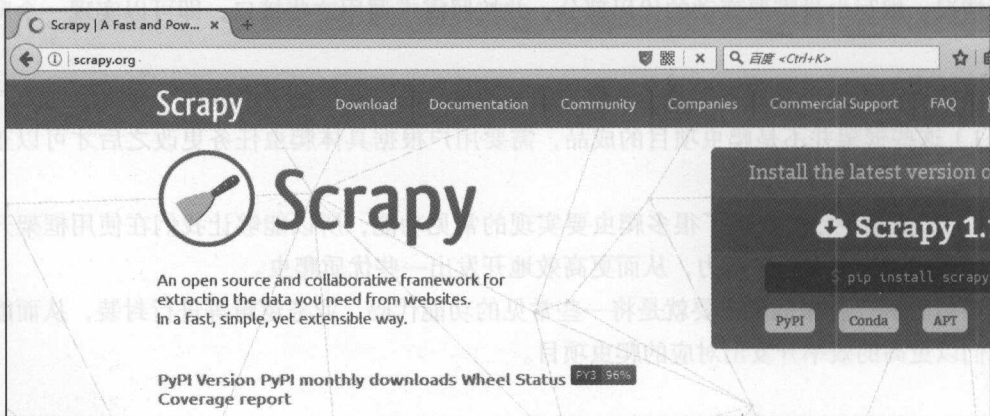 Scrapy | A Fast and Pow... × +
scrapy.org
百度 <Ctrl+K>
Scrapy Download Documentation Community Companies Commercial Support FAQ
Scrapy
An open source and collaborative framework for
extracting the data you need from websites.
In a fast, simple, yet extensible way.
PyPI Version PyPI monthly downloads Wheel Status PY3 96%
Coverage report
Install the latest version o
Scrapy 1.
$ pip install scrapy
PyPI Conda APT